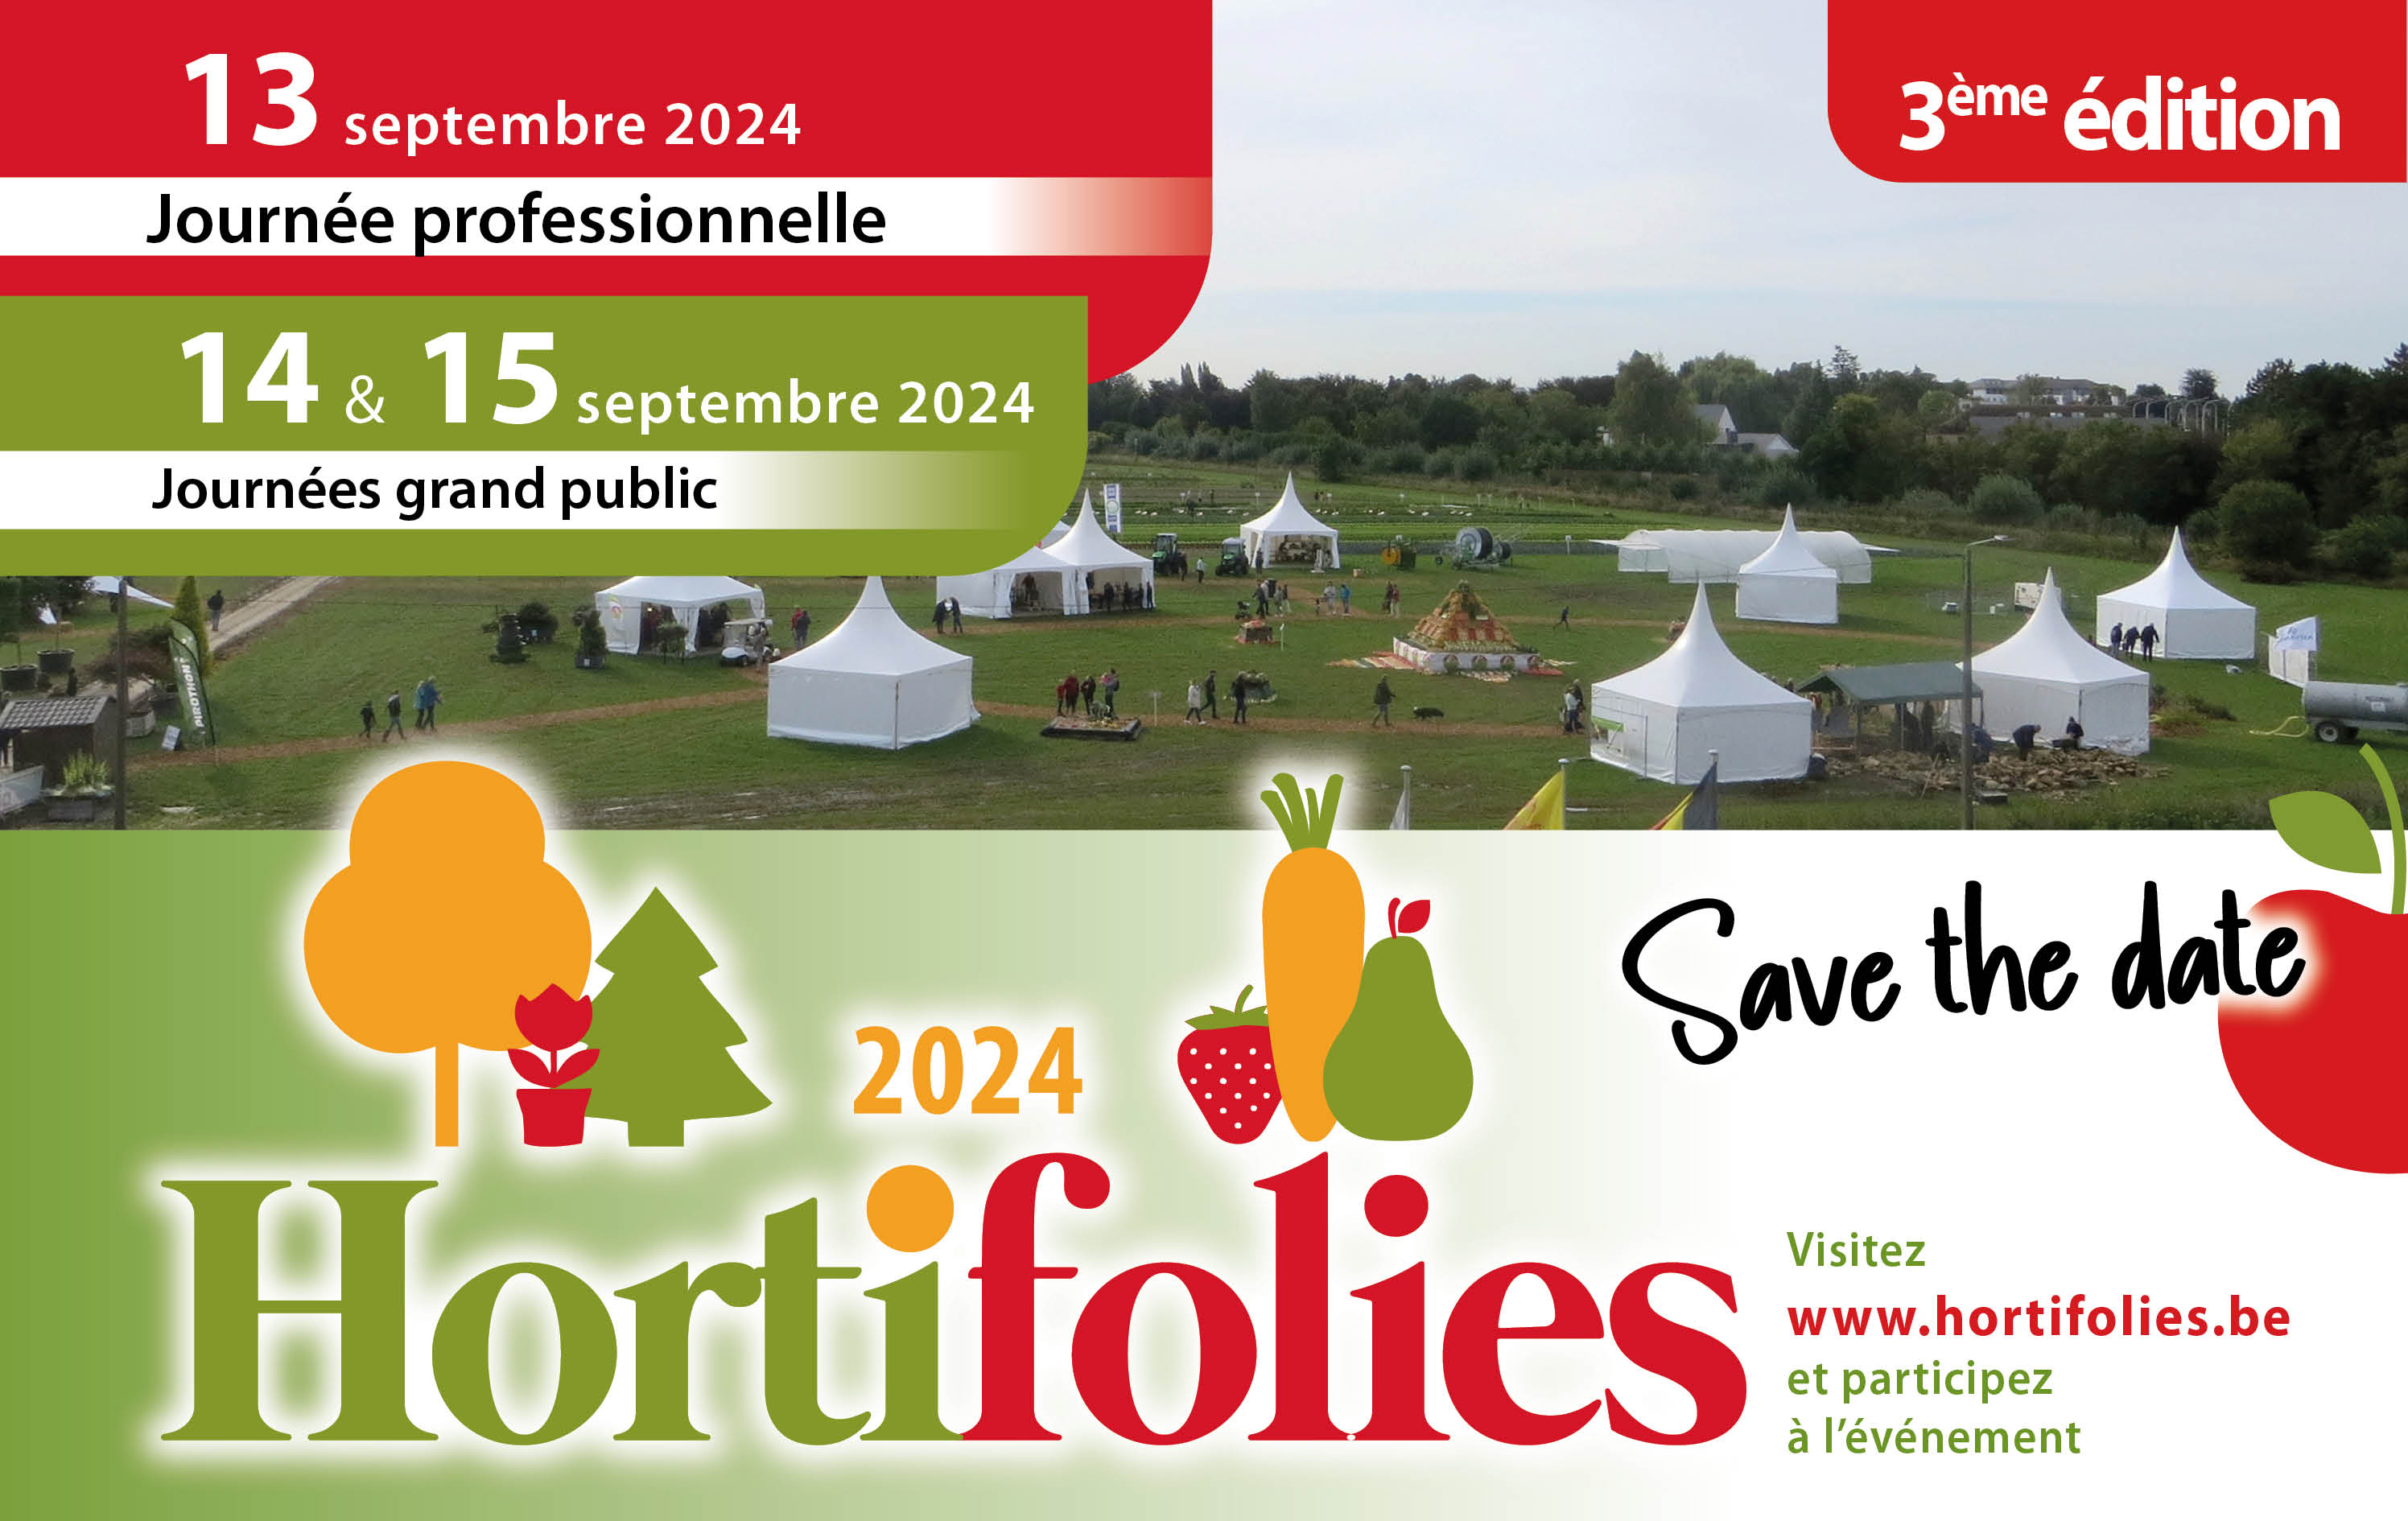 13 septembre 2024
Journée professionnelle
14 & 15 septembre 2024
Journées grand public
3ème édition
PIROTHON
Save the date
2024
Hortifolies
Visitez
www.hortifolies.be
et participez
à l'événement